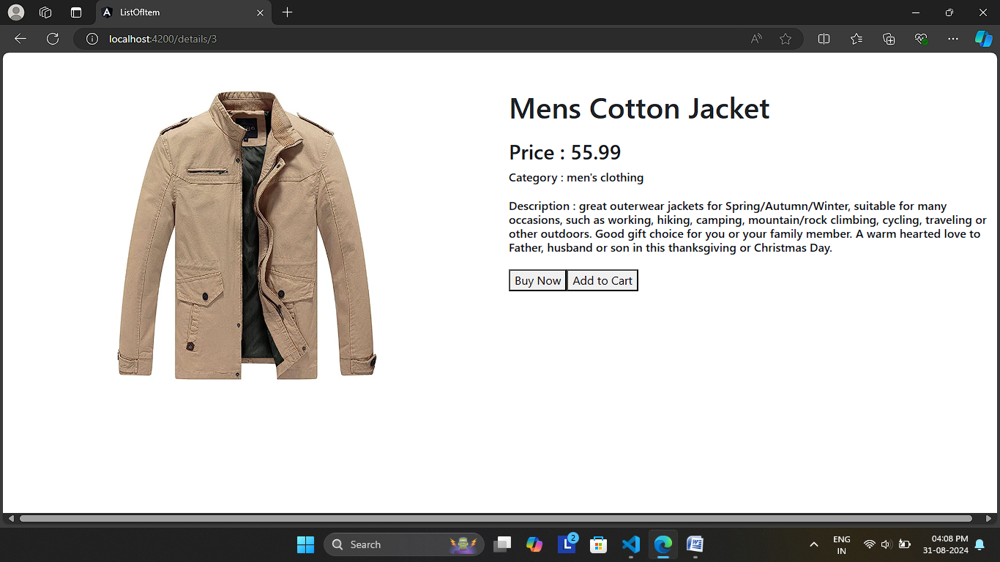 ListOfItem
localhost:4200/details/3
Mens Cotton Jacket
Price : 55.99
Category : men's clothing
Description : great outerwear jackets for Spring/Autumn/Winter, suitable for many
occasions, such as working, hiking, camping, mountain/rock climbing, cycling, traveling or
other outdoors. Good gift choice for you or your family member. A warm hearted love to
Father, husband or son in this thanksgiving or Christmas Day.
Buy Now Add to Cart
Search
L 2
ENG
IN
04:08 PM
31-08-2024